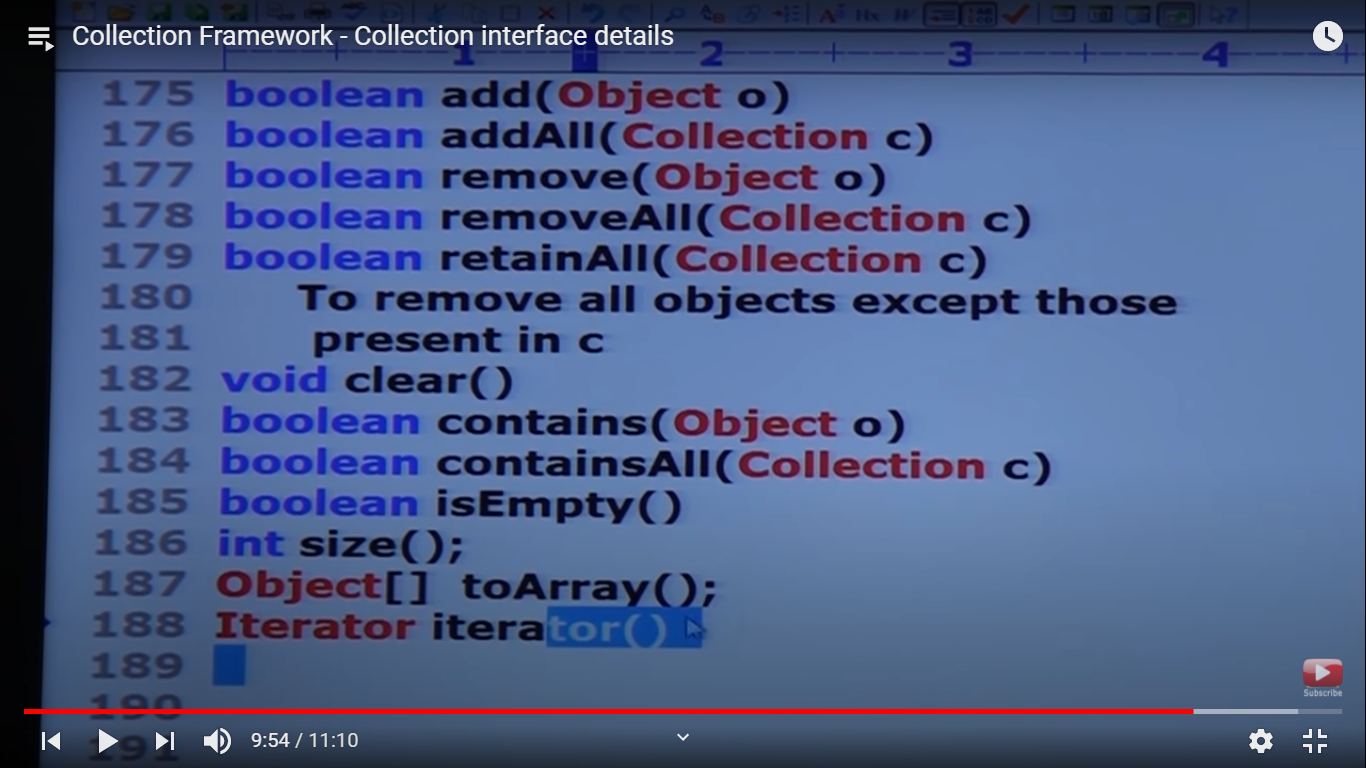 Collection Framework - Collection interface details
1 2 3 4
175 boolean add(Object o)
176 boolean addAll(Collection c)
177 boolean remove(Object o)
178 boolean removeAll(Collection c)
179 boolean retainAll(Collection c)
180 To remove all objects except those
181 present in c
182 void clear()
183 boolean contains(Object o)
184 boolean containsAll(Collection c)
185 boolean isEmpty()
186 int size();
187 Object[] toArray();
188 Iterator iterator()
189
190
191
Subscribe
9:54 / 11:10